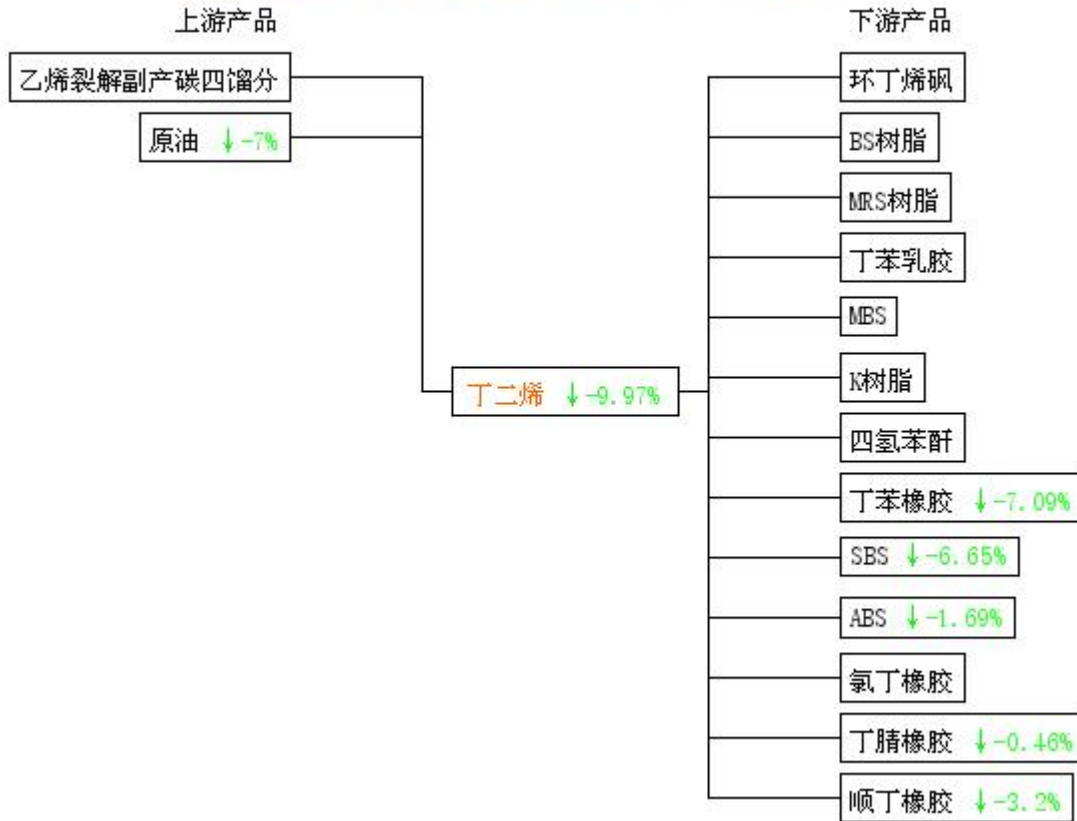 上游产品
下游产品
乙烯裂解副产碳四馏分
原油 ↓-7%
丁二烯 ↓-9.97%
环丁烯砜
BS树脂
MRS树脂
丁苯乳胶
MBS
K树脂
四氢苯酐
丁苯橡胶 ↓-7.09%
SBS ↓-6.65%
ABS ↓-1.69%
氯丁橡胶
丁腈橡胶 ↓-0.46%
顺丁橡胶 ↓-3.2%